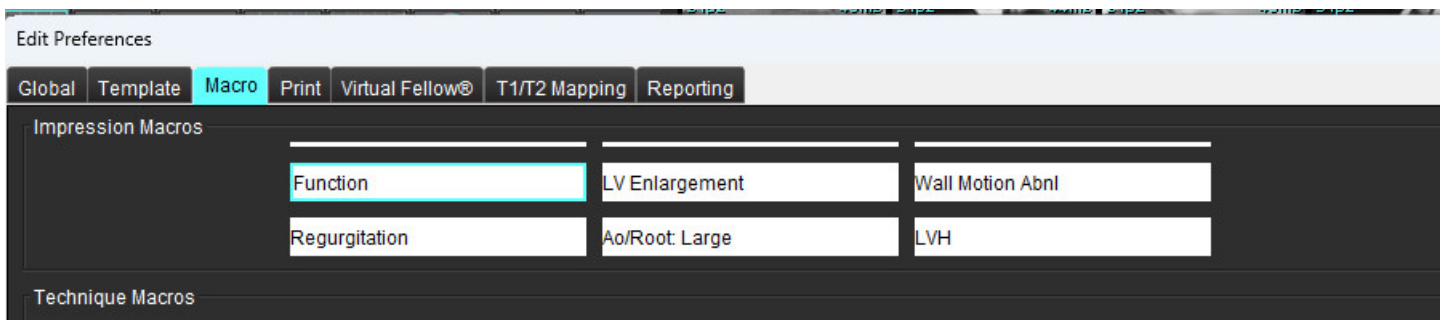 Edit Preferences
Global Template Macro Print Virtual Fellow® T1/T2 Mapping Reporting
Impression Macros
Function LV Enlargement Wall Motion Abnl
Regurgitation Ao/Root: Large LVH
Technique Macros